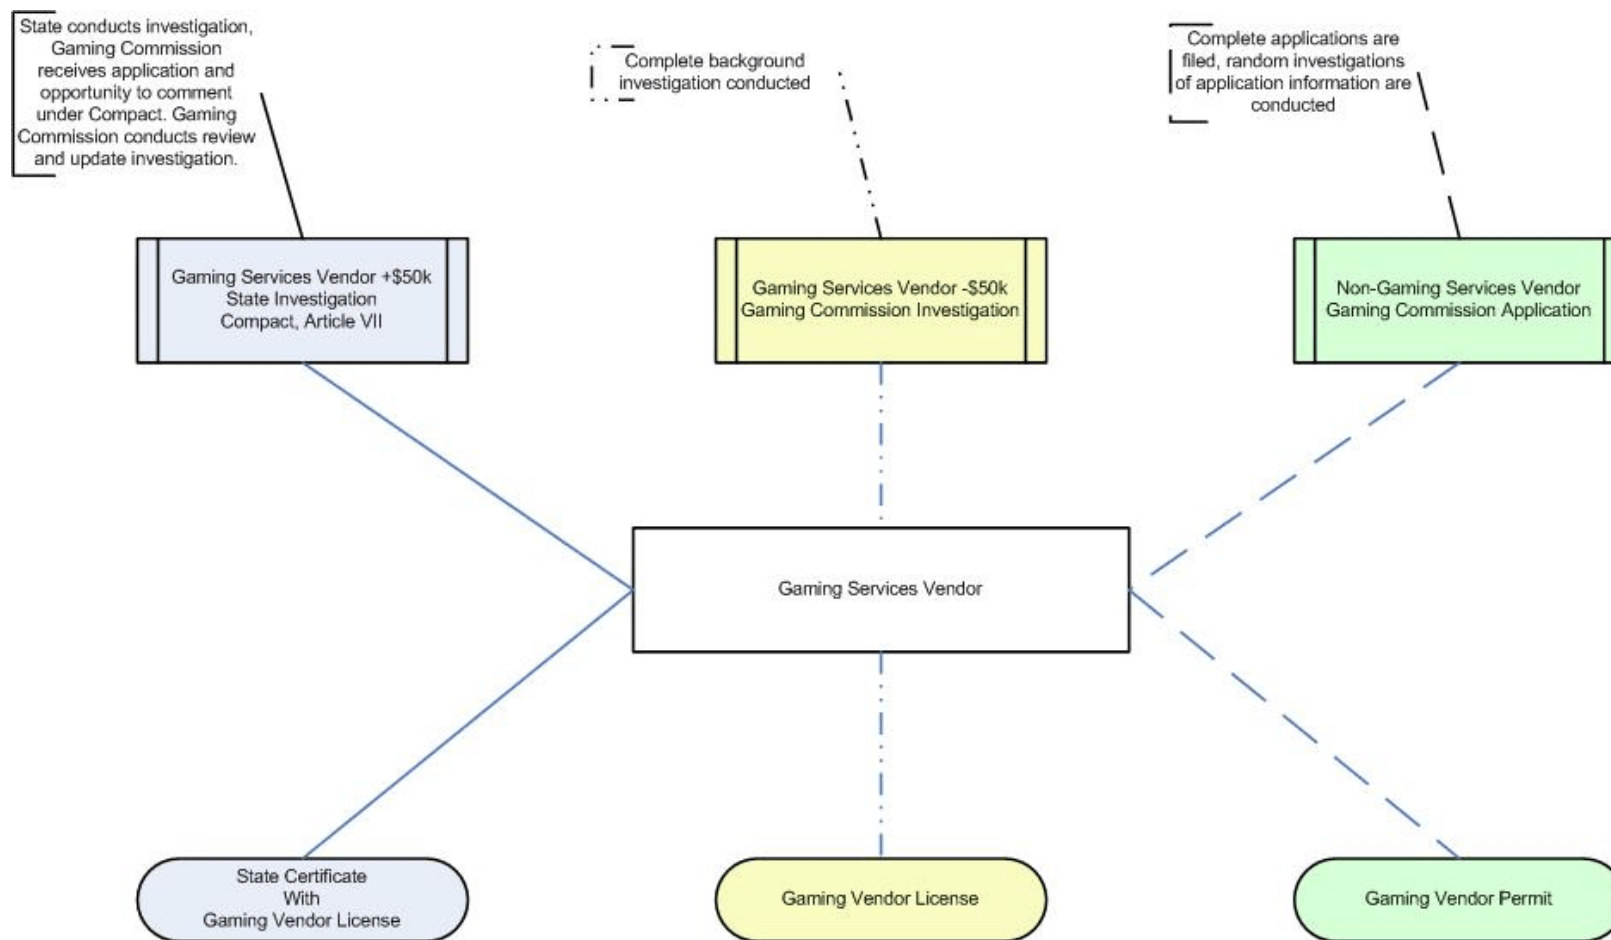 State conducts investigation,
Gaming Commission
receives application and
opportunity to comment
under Compact. Gaming
Commission conducts review
and update investigation.
Complete background
investigation conducted
Complete applications are
filed, random investigations
of application information are
conducted
Gaming Services Vendor +$50k
State Investigation
Compact, Article VII
Gaming Services Vendor -$50k
Gaming Commission Investigation
Non-Gaming Services Vendor
Gaming Commission Application
Gaming Services Vendor
State Certificate
With
Gaming Vendor License
Gaming Vendor License
Gaming Vendor Permit